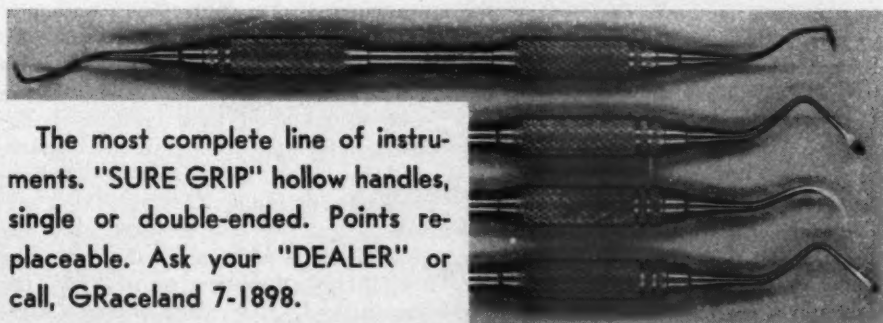 The most complete line of instru-
ments. "SURE GRIP" hollow handles,
single or double-ended. Points re-
placeable. Ask your "DEALER" or
call, GRaceland 7-1898.